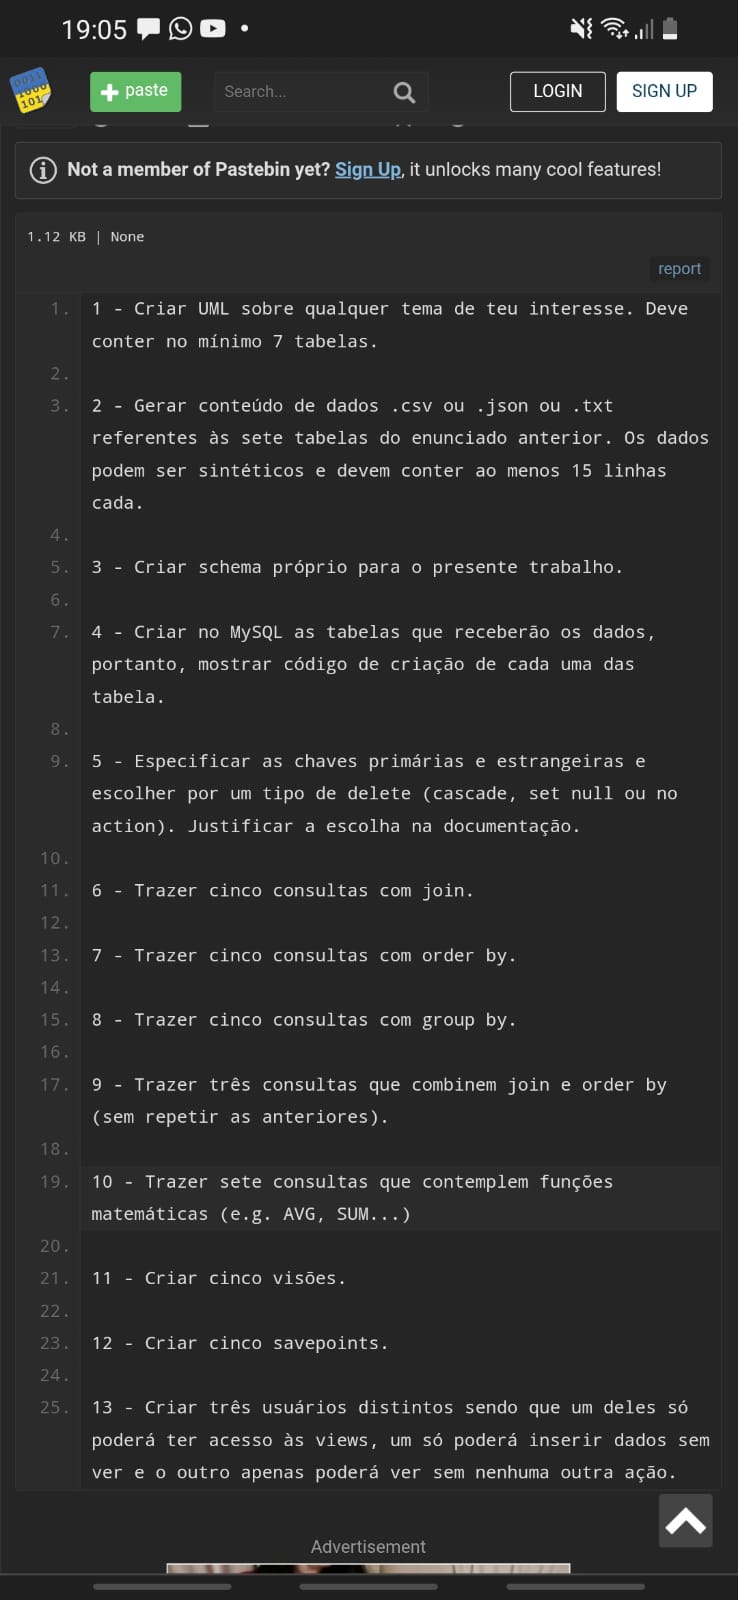 19:05
0011
1000
101
paste
Search...
LOGIN
SIGN UP
Not a member of Pastebin yet? Sign Up, it unlocks many cool features!
1.12 KB | None
report
1. 1 - Criar UML sobre qualquer tema de teu interesse. Deve
conter no mínimo 7 tabelas.
2.
3. 2 - Gerar conteúdo de dados .csv ou .json ou .txt
referentes às sete tabelas do enunciado anterior. Os dados
podem ser sintéticos e devem conter ao menos 15 linhas
cada.
4.
5. 3 - Criar schema próprio para o presente trabalho.
6.
7. 4 - Criar no MySQL as tabelas que receberão os dados,
portanto, mostrar código de criação de cada uma das
tabela.
8.
9. 5 - Especificar as chaves primárias e estrangeiras e
escolher por um tipo de delete (cascade, set null ou no
action). Justificar a escolha na documentação.
10.
11. 6 - Trazer cinco consultas com join.
12.
13. 7 - Trazer cinco consultas com order by.
14.
15. 8 - Trazer cinco consultas com group by.
16.
17. 9 - Trazer três consultas que combinem join e order by
(sem repetir as anteriores).
18.
19. 10 - Trazer sete consultas que contemplem funções
matemáticas (e.g. AVG, SUM...)
20.
21. 11 - Criar cinco visões.
22.
23. 12 - Criar cinco savepoints.
24.
25. 13 - Criar três usuários distintos sendo que um deles só
poderá ter acesso às views, um só poderá inserir dados sem
ver e o outro apenas poderá ver sem nenhuma outra ação.
Advertisement